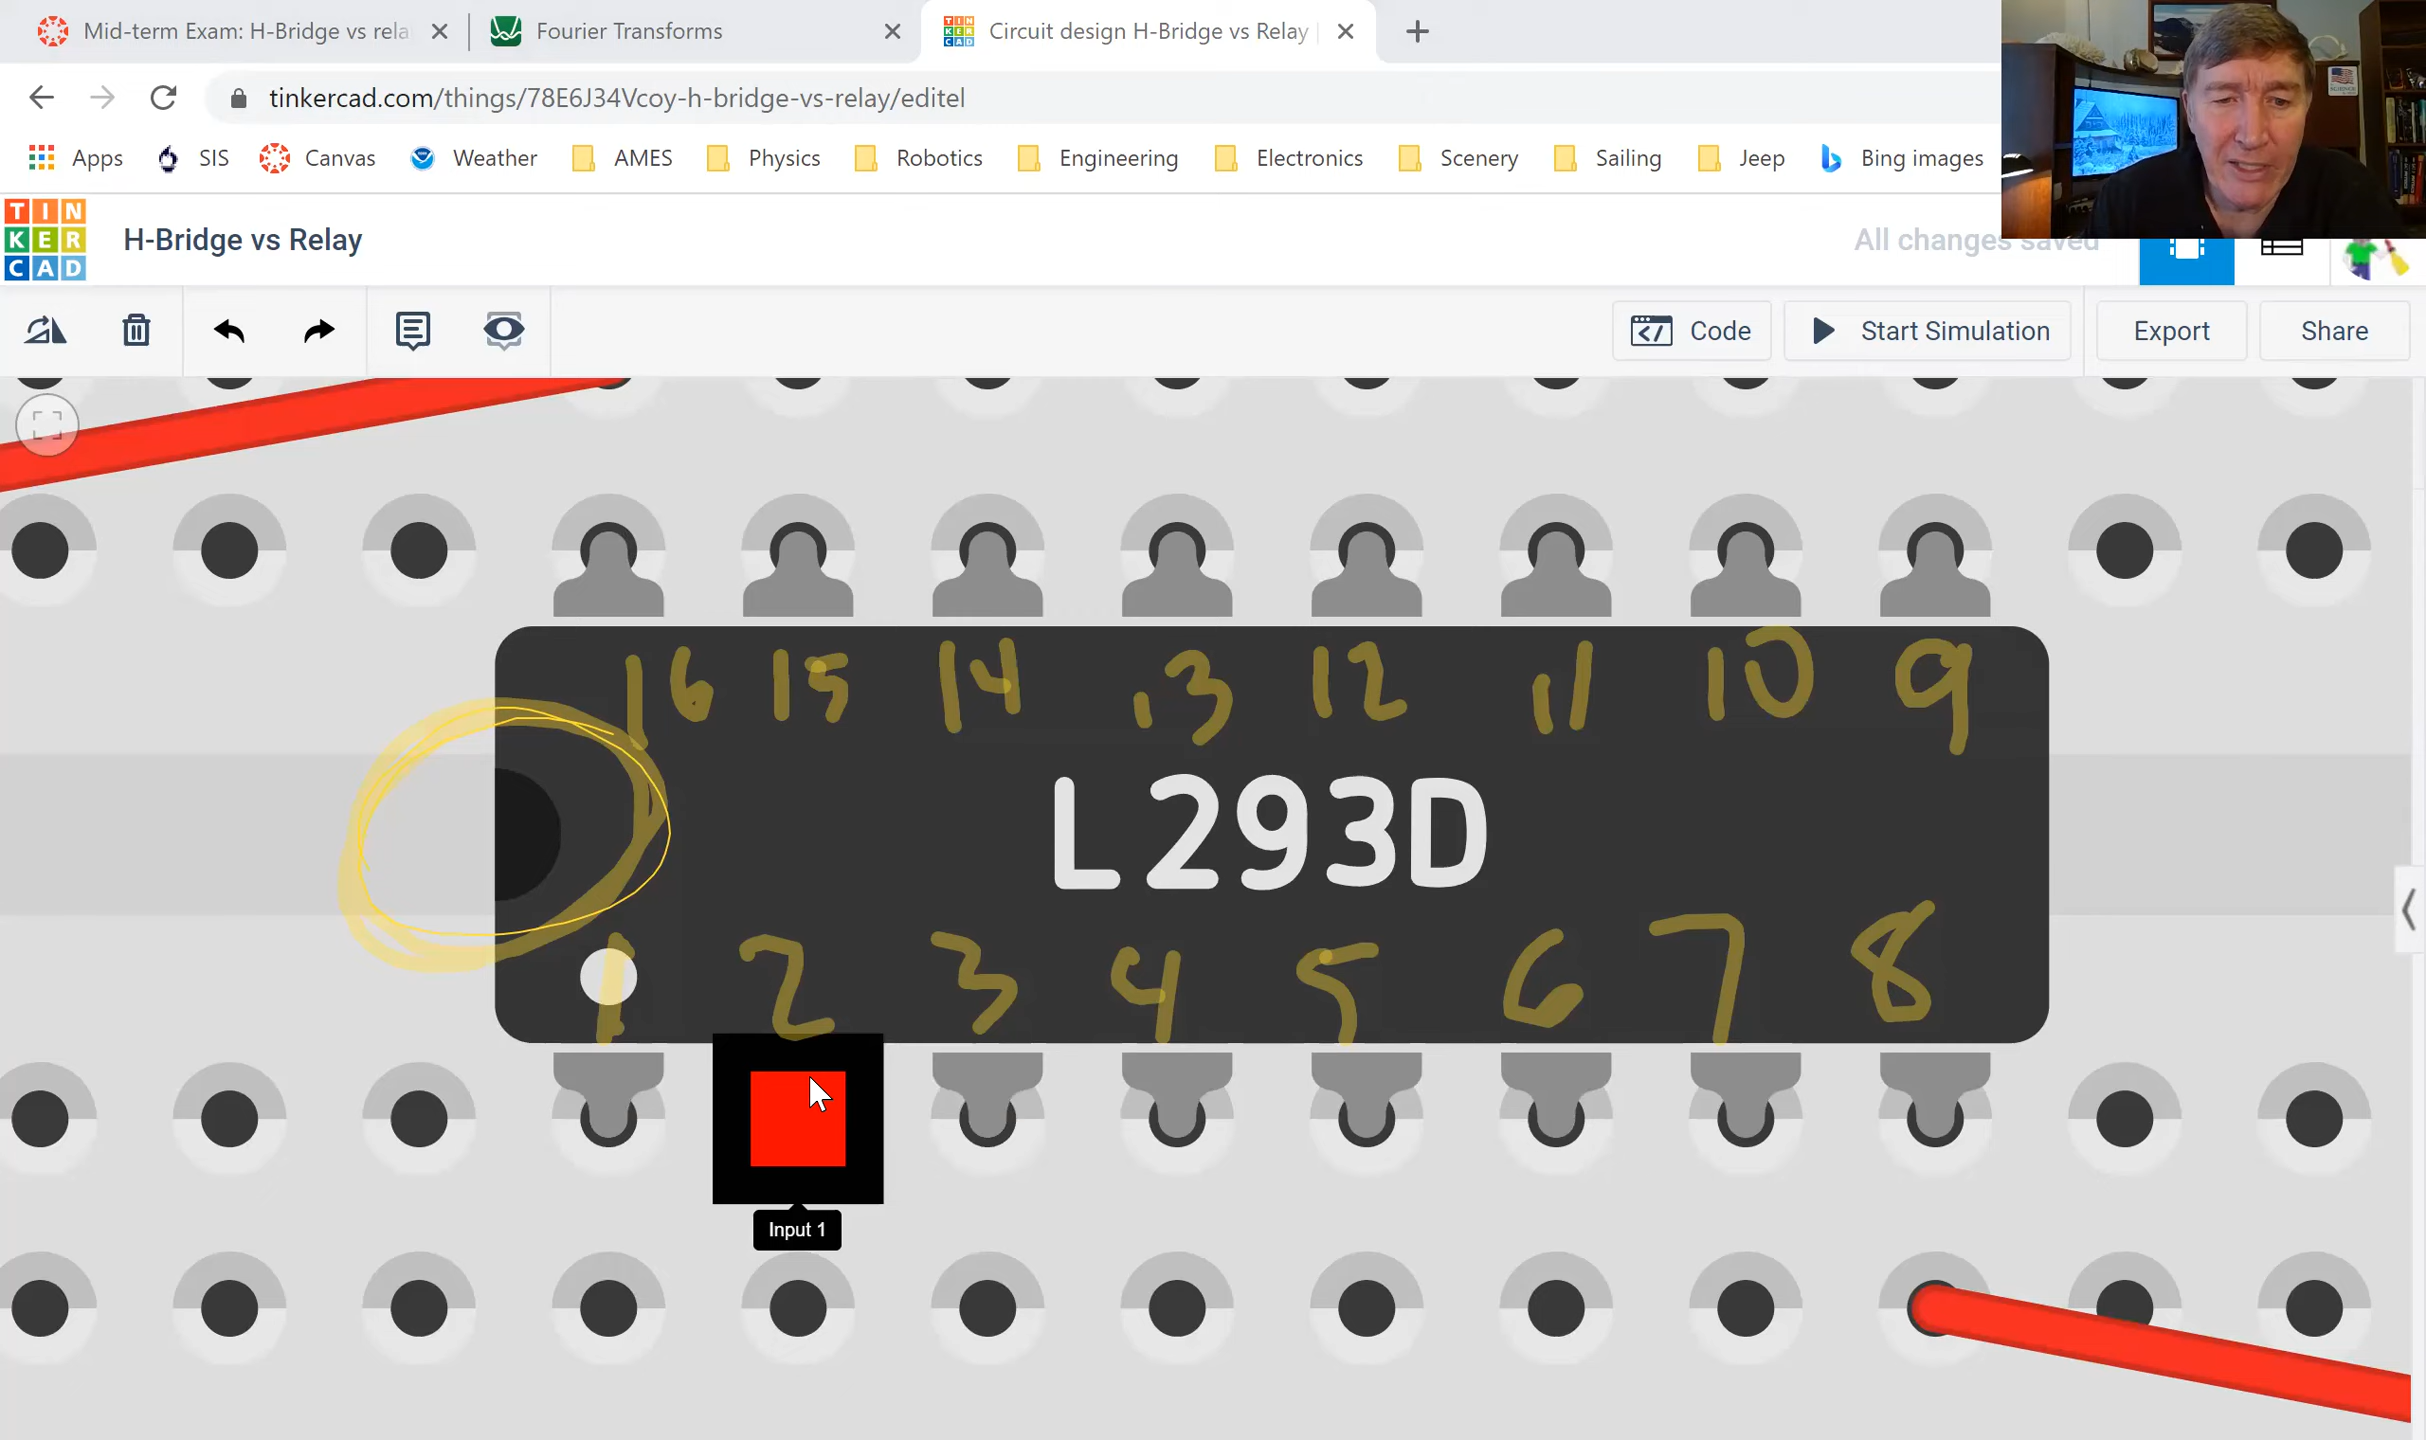 Mid-term Exam: H-Bridge vs rela
Fourier Transforms
Circuit design H-Bridge vs Relay
tinkercad.com/things/78E6J34Vcoy-h-bridge-vs-relay/editel
Apps SIS Canvas Weather AMES Physics Robotics Engineering Electronics Scenery Sailing Jeep Bing images
TIN
KER
CAD
H-Bridge vs Relay
All changes saved
Code Start Simulation Export Share
16 15 14 13 12 11 10 9
L293D
1 2 3 4 5 6 7 8
Input 1